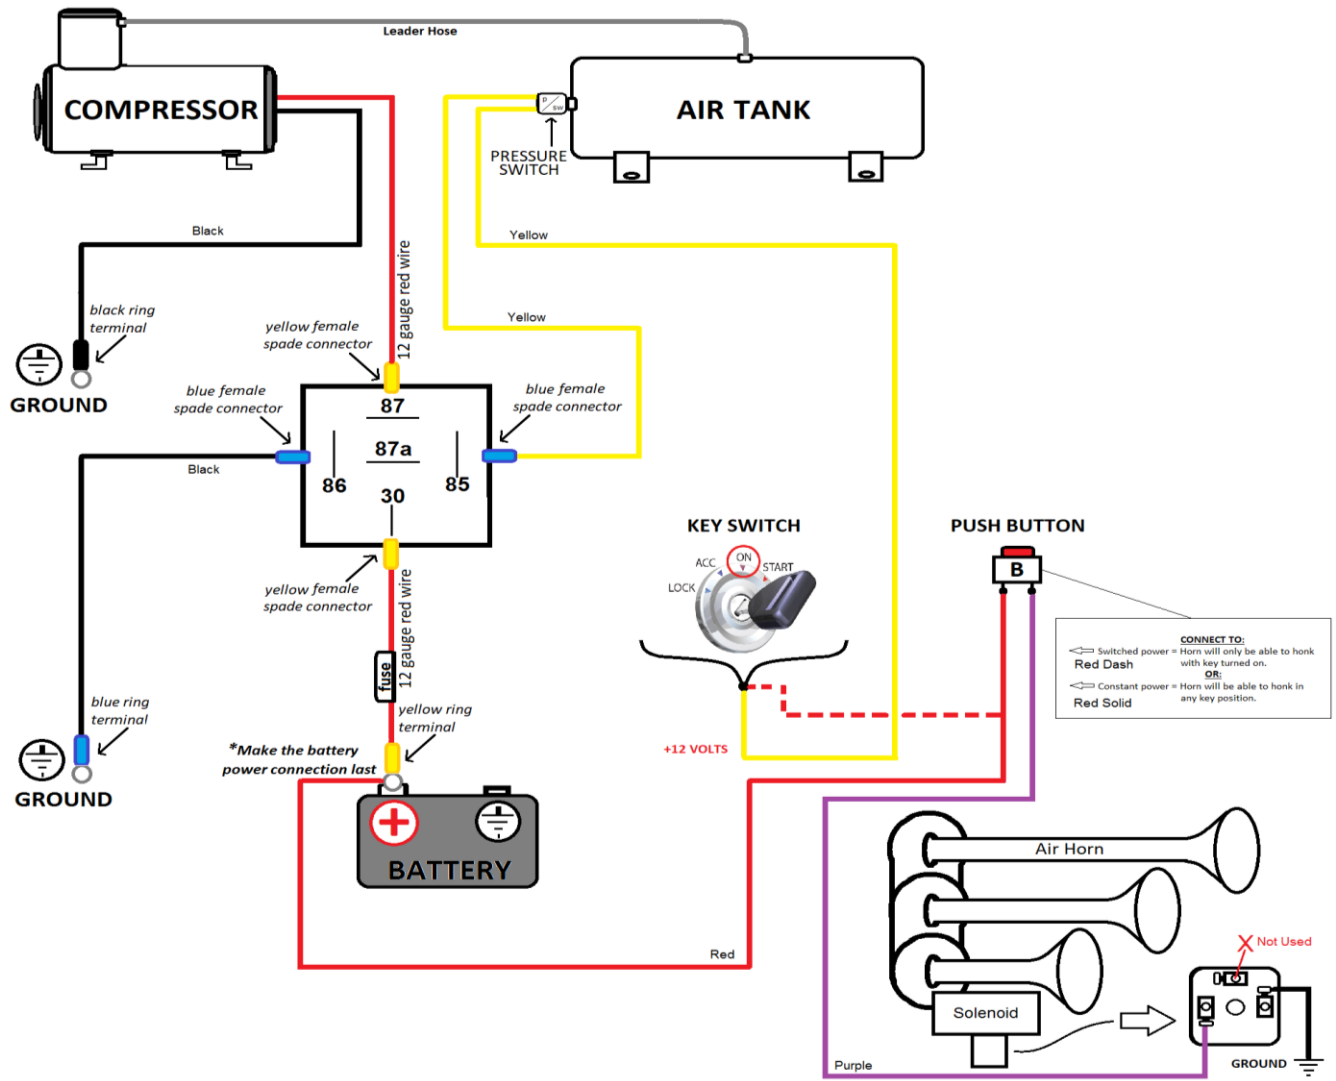 Leader Hose
COMPRESSOR
AIR TANK
P
SW
PRESSURE
SWITCH
Black
Yellow
12 gauge red wire
black ring
terminal
yellow female
spade connector
Yellow
GROUND
blue female
spade connector
blue female
spade connector
87
87a
86
85
30
Black
KEY SWITCH
PUSH BUTTON
ON
ACC
START
LOCK
B
yellow female
spade connector
12 gauge red wire
fuse
CONNECT TO:
Switched power = Horn will only be able to honk
Red Dash
with key turned on.
OR:
Constant power = Horn will be able to honk in
Red Solid
any key position.
blue ring
terminal
yellow ring
terminal
*Make the battery
power connection last
+12 VOLTS
GROUND
BATTERY
Air Horn
Red
X Not Used
Solenoid
Purple
GROUND